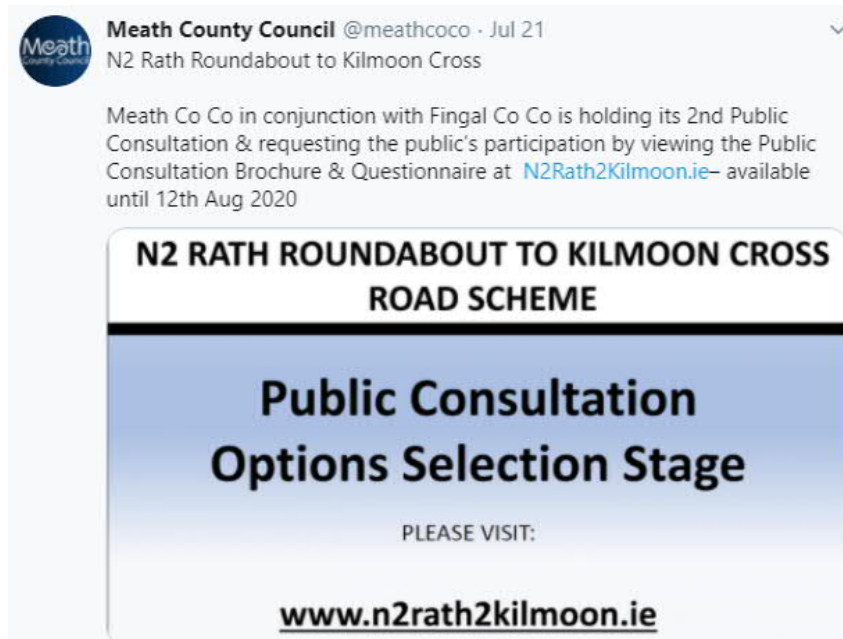 Meath
County Council
Meath County Council @meathcoco · Jul 21
N2 Rath Roundabout to Kilmoon Cross
Meath Co Co in conjunction with Fingal Co Co is holding its 2nd Public
Consultation & requesting the public's participation by viewing the Public
Consultation Brochure & Questionnaire at N2Rath2Kilmoon.ie– available
until 12th Aug 2020
N2 RATH ROUNDABOUT TO KILMOON CROSS
ROAD SCHEME
Public Consultation
Options Selection Stage
PLEASE VISIT:
www.n2rath2kilmoon.ie